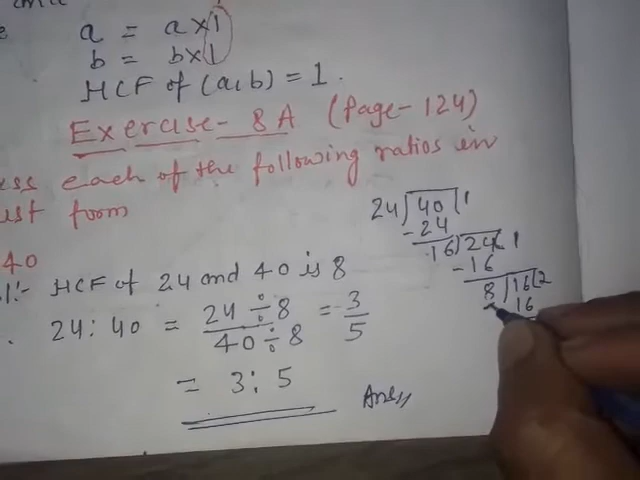 a = a×1
b = b×1
HCF of (a,b) = 1.
Exercise- 8A (Page-124)
each of the following ratios in
form
40
HCF of 24 and 40 is 8
24:40 = 24÷8 / 40÷8 = 3/5
= 3:5
Ans
24)40(1
-24
16)24(1
-16
8)16(2
16